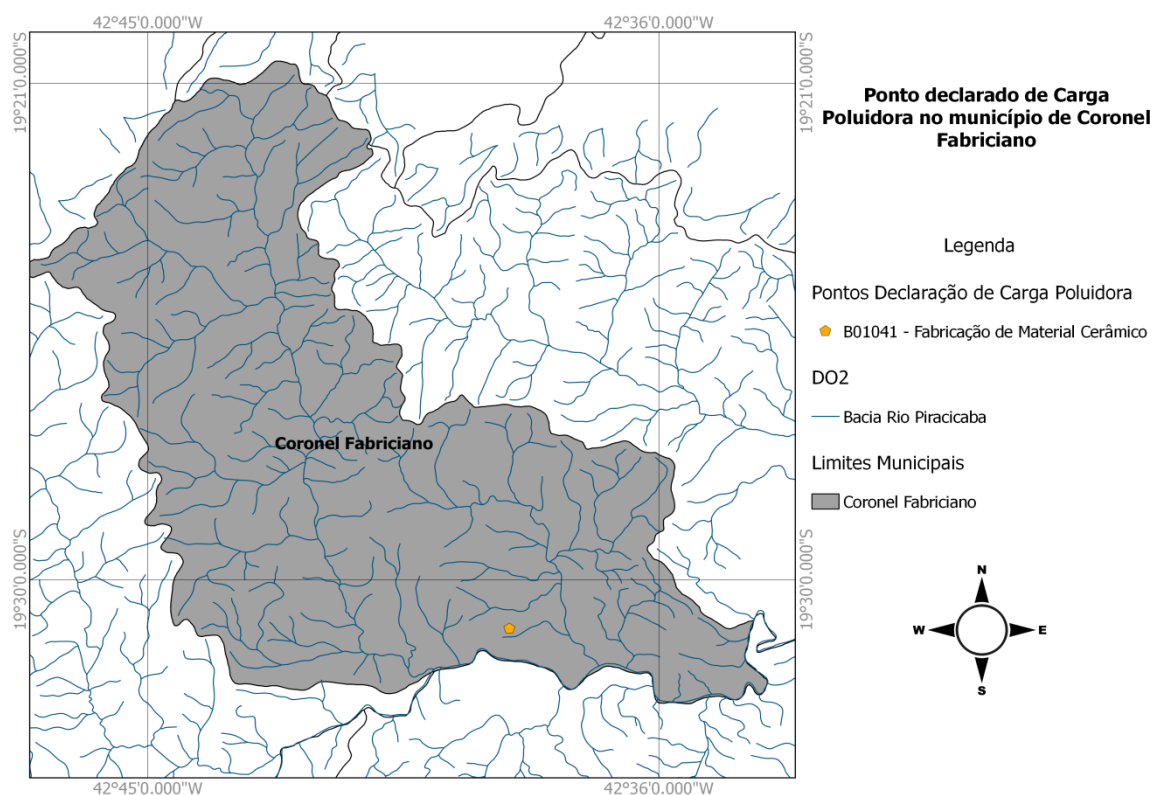 42°45'0.000"W
42°36'0.000"W
19°21'0.000"S
19°21'0.000"S
Ponto declarado de Carga
Poluidora no município de Coronel
Fabriciano
Legenda
Pontos Declaração de Carga Poluidora
B01041 - Fabricação de Material Cerâmico
DO2
Bacia Rio Piracicaba
Coronel Fabriciano
Limites Municipais
Coronel Fabriciano
19°30'0.000"S
19°30'0.000"S
N
W
E
S
42°45'0.000"W
42°36'0.000"W